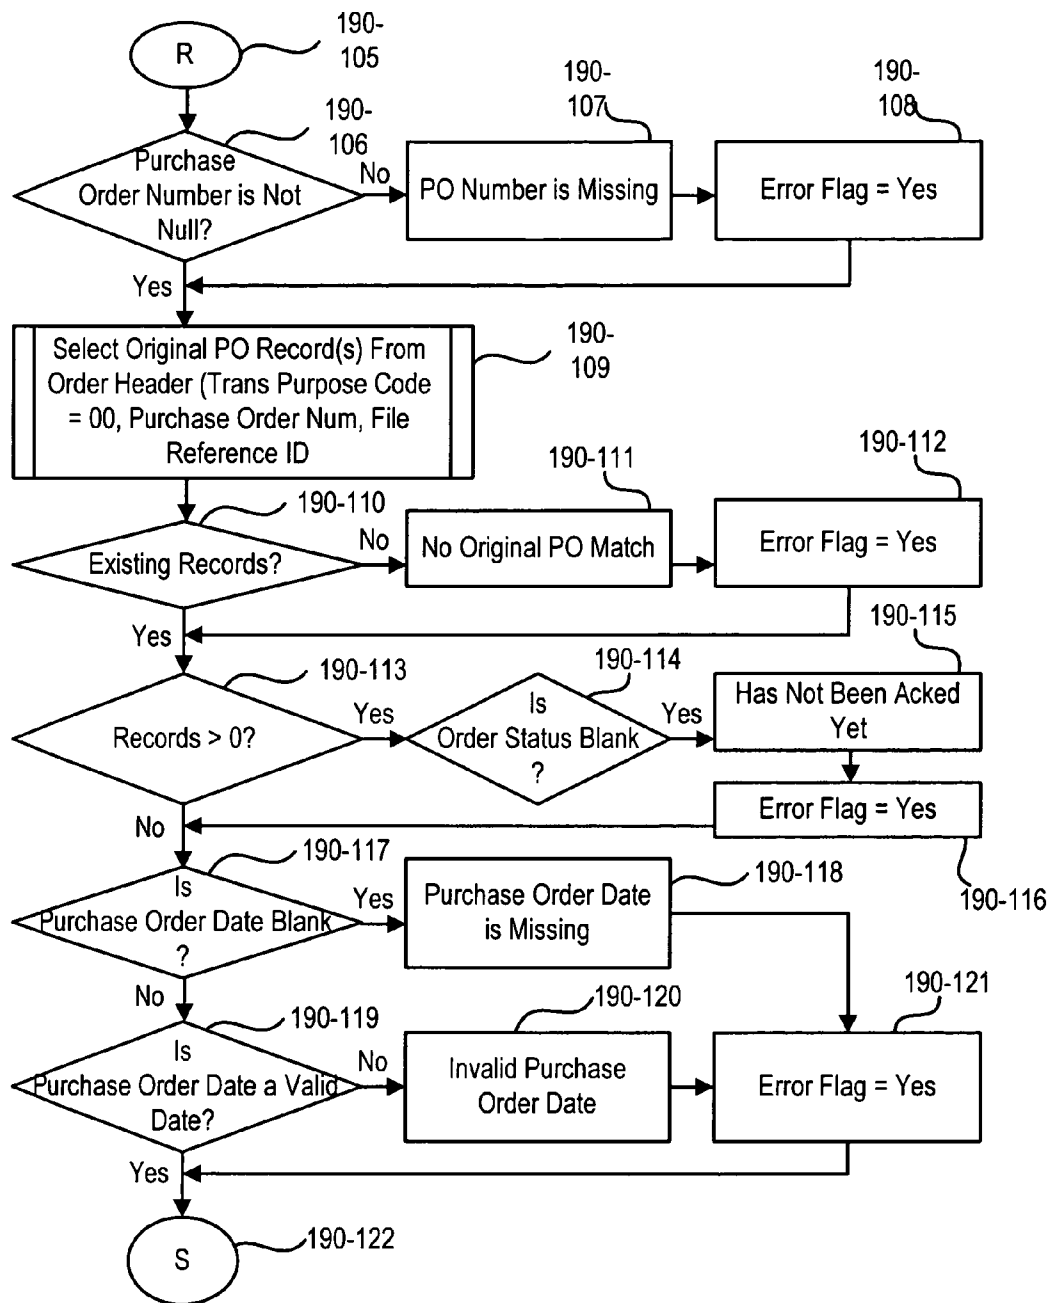 R
190-
105
190-
106
Purchase
Order Number is Not
Null?
No
190-
107
PO Number is Missing
190-
108
Error Flag = Yes
Yes
Select Original PO Record(s) From
Order Header (Trans Purpose Code
= 00, Purchase Order Num, File
Reference ID
190-
109
190-110
Existing Records?
No
190-111
No Original PO Match
190-112
Error Flag = Yes
Yes
190-113
Records > 0?
Yes
190-114
Is
Order Status Blank
?
Yes
190-115
Has Not Been Acked
Yet
Error Flag = Yes
190-116
No
190-117
Is
Purchase Order Date Blank
?
Yes
Purchase Order Date
is Missing
190-118
No
190-119
Is
Purchase Order Date a Valid
Date?
No
190-120
Invalid Purchase
Order Date
190-121
Error Flag = Yes
Yes
S
190-122